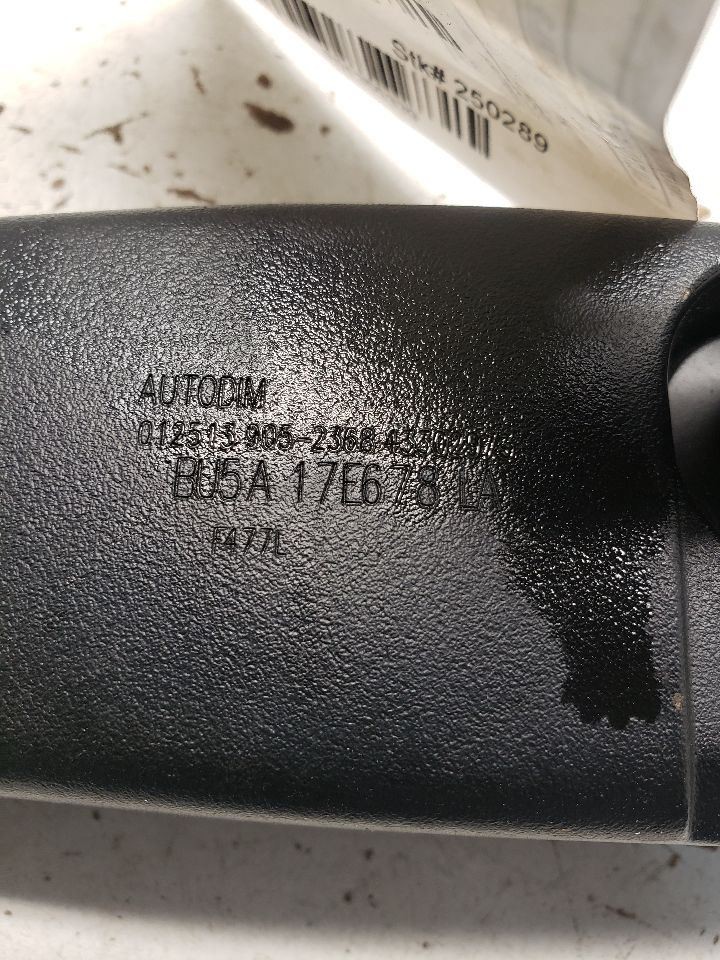 Stk# 250289
AUTODIM
012513 905-2368
BU5A 17E678 LA
F477L